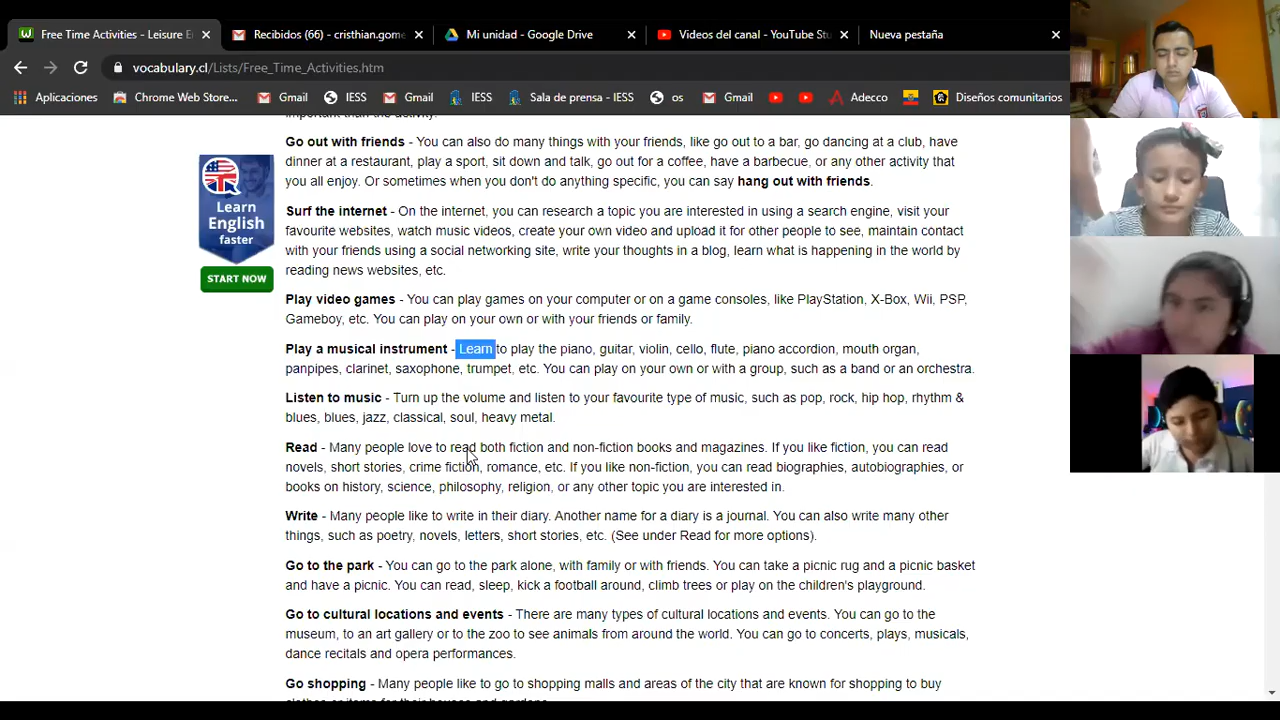 Free Time Activities - Leisure E
Recibidos (66) - cristhian.gome
Mi unidad - Google Drive
Videos del canal - YouTube Stu
Nueva pestaña
vocabulary.cl/Lists/Free_Time_Activities.htm
Aplicaciones
Chrome Web Store...
Gmail
IESS
Gmail
IESS
Sala de prensa - IESS
os
Gmail
Adecco
Diseños comunitarios
important than the activity.
Go out with friends - You can also do many things with your friends, like go out to a bar, go dancing at a club, have
dinner at a restaurant, play a sport, sit down and talk, go out for a coffee, have a barbecue, or any other activity that
you all enjoy. Or sometimes when you don't do anything specific, you can say hang out with friends.
Learn
English
faster
START NOW
Surf the internet - On the internet, you can research a topic you are interested in using a search engine, visit your
favourite websites, watch music videos, create your own video and upload it for other people to see, maintain contact
with your friends using a social networking site, write your thoughts in a blog, learn what is happening in the world by
reading news websites, etc.
Play video games - You can play games on your computer or on a game consoles, like PlayStation, X-Box, Wii, PSP,
Gameboy, etc. You can play on your own or with your friends or family.
Play a musical instrument - Learn to play the piano, guitar, violin, cello, flute, piano accordion, mouth organ,
panpipes, clarinet, saxophone, trumpet, etc. You can play on your own or with a group, such as a band or an orchestra.
Listen to music - Turn up the volume and listen to your favourite type of music, such as pop, rock, hip hop, rhythm &
blues, blues, jazz, classical, soul, heavy metal.
Read - Many people love to read both fiction and non-fiction books and magazines. If you like fiction, you can read
novels, short stories, crime fiction, romance, etc. If you like non-fiction, you can read biographies, autobiographies, or
books on history, science, philosophy, religion, or any other topic you are interested in.
Write - Many people like to write in their diary. Another name for a diary is a journal. You can also write many other
things, such as poetry, novels, letters, short stories, etc. (See under Read for more options).
Go to the park - You can go to the park alone, with family or with friends. You can take a picnic rug and a picnic basket
and have a picnic. You can read, sleep, kick a football around, climb trees or play on the children's playground.
Go to cultural locations and events - There are many types of cultural locations and events. You can go to the
museum, to an art gallery or to the zoo to see animals from around the world. You can go to concerts, plays, musicals,
dance recitals and opera performances.
Go shopping - Many people like to go to shopping malls and areas of the city that are known for shopping to buy